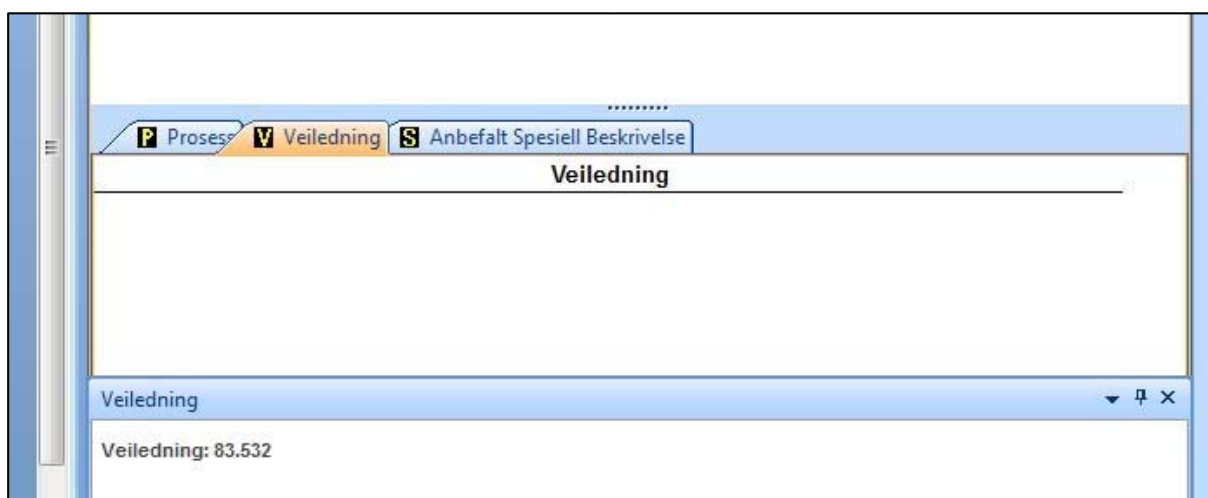 P Prosess V Veiledning S Anbefalt Spesiell Beskrivelse
Veiledning
Veiledning
Veiledning: 83.532